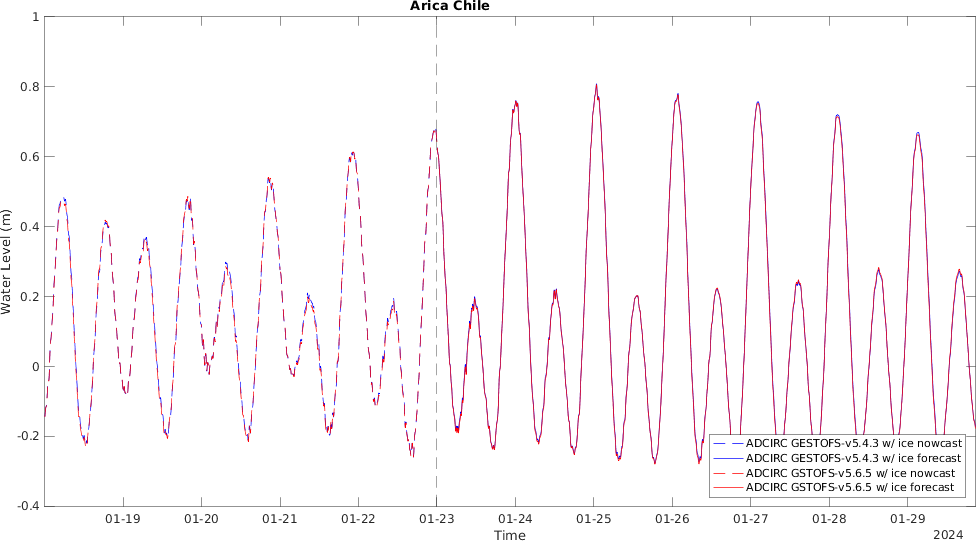 Arica Chile
1
0.8
0.6
0.4
0.2
0
-0.2
-0.4
Water Level (m)
ADCIRC GESTOFS-v5.4.3 w/ ice nowcast
ADCIRC GESTOFS-v5.4.3 w/ ice forecast
ADCIRC GSTOFS-v5.6.5 w/ ice nowcast
ADCIRC GSTOFS-v5.6.5 w/ ice forecast
01-19 01-20 01-21 01-22 01-23 01-24 01-25 01-26 01-27 01-28 01-29
Time
2024